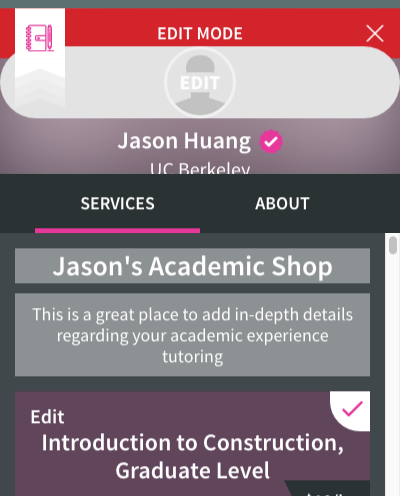 EDIT MODE
EDIT
Jason Huang
UC Berkeley
SERVICES
ABOUT
Jason's Academic Shop
This is a great place to add in-depth details
regarding your academic experience
tutoring
Edit
Introduction to Construction,
Graduate Level